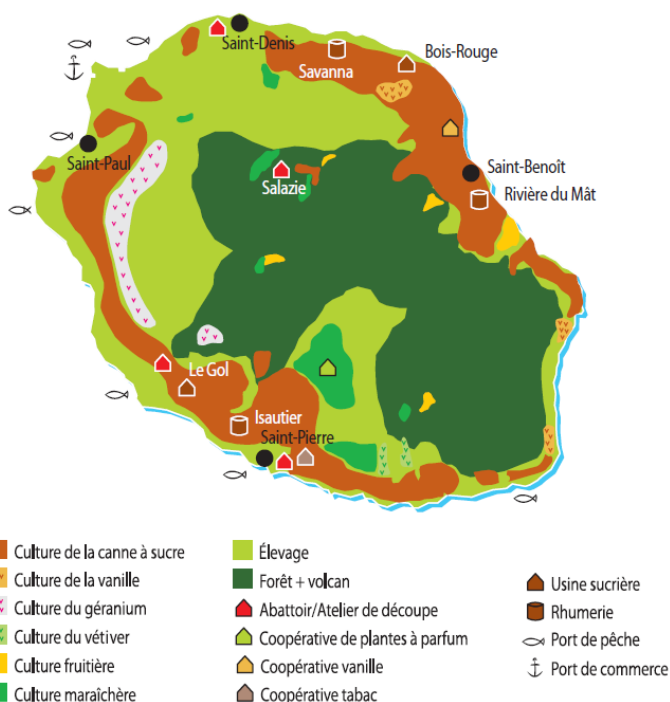 Saint-Denis
Savanna
Bois-Rouge
Saint-Paul
Saint-Benoît
Rivière du Mât
Salazie
Le Gol
Isautier
Saint-Pierre
Culture de la canne à sucre
Culture de la vanille
Culture du géranium
Culture du vétiver
Culture fruitière
Culture maraîchère
Élevage
Forêt + volcan
Abattoir/Atelier de découpe
Coopérative de plantes à parfum
Coopérative vanille
Coopérative tabac
Usine sucrière
Rhumerie
Port de pêche
Port de commerce